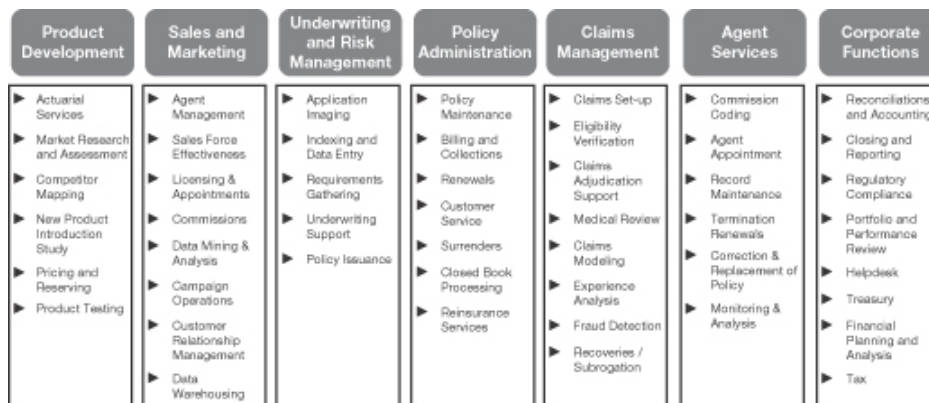 Product
Development
Actuarial
Services
Market Research
and Assessment
Competitor
Mapping
New Product
Introduction
Study
Pricing and
Reserving
Product Testing
Sales and
Marketing
Agent
Management
Sales Force
Effectiveness
Licensing &
Appointments
Commissions
Data Mining &
Analysis
Campaign
Operations
Customer
Relationship
Management
Data
Warehousing
Underwriting
and Risk
Management
Application
Imaging
Indexing and
Data Entry
Requirements
Gathering
Underwriting
Support
Policy Issuance
Policy
Administration
Policy
Maintenance
Billing and
Collections
Renewals
Customer
Service
Surrenders
Closed Book
Processing
Reinsurance
Services
Claims
Management
Claims Set-up
Eligibility
Verification
Claims
Adjudication
Support
Medical Review
Claims
Modeling
Experience
Analysis
Fraud Detection
Recoveries /
Subrogation
Agent
Services
Commission
Coding
Agent
Appointment
Record
Maintenance
Termination
Renewals
Correction &
Replacement of
Policy
Monitoring &
Analysis
Corporate
Functions
Reconciliations
and Accounting
Closing and
Reporting
Regulatory
Compliance
Portfolio and
Performance
Review
Helpdesk
Treasury
Financial
Planning and
Analysis
Tax